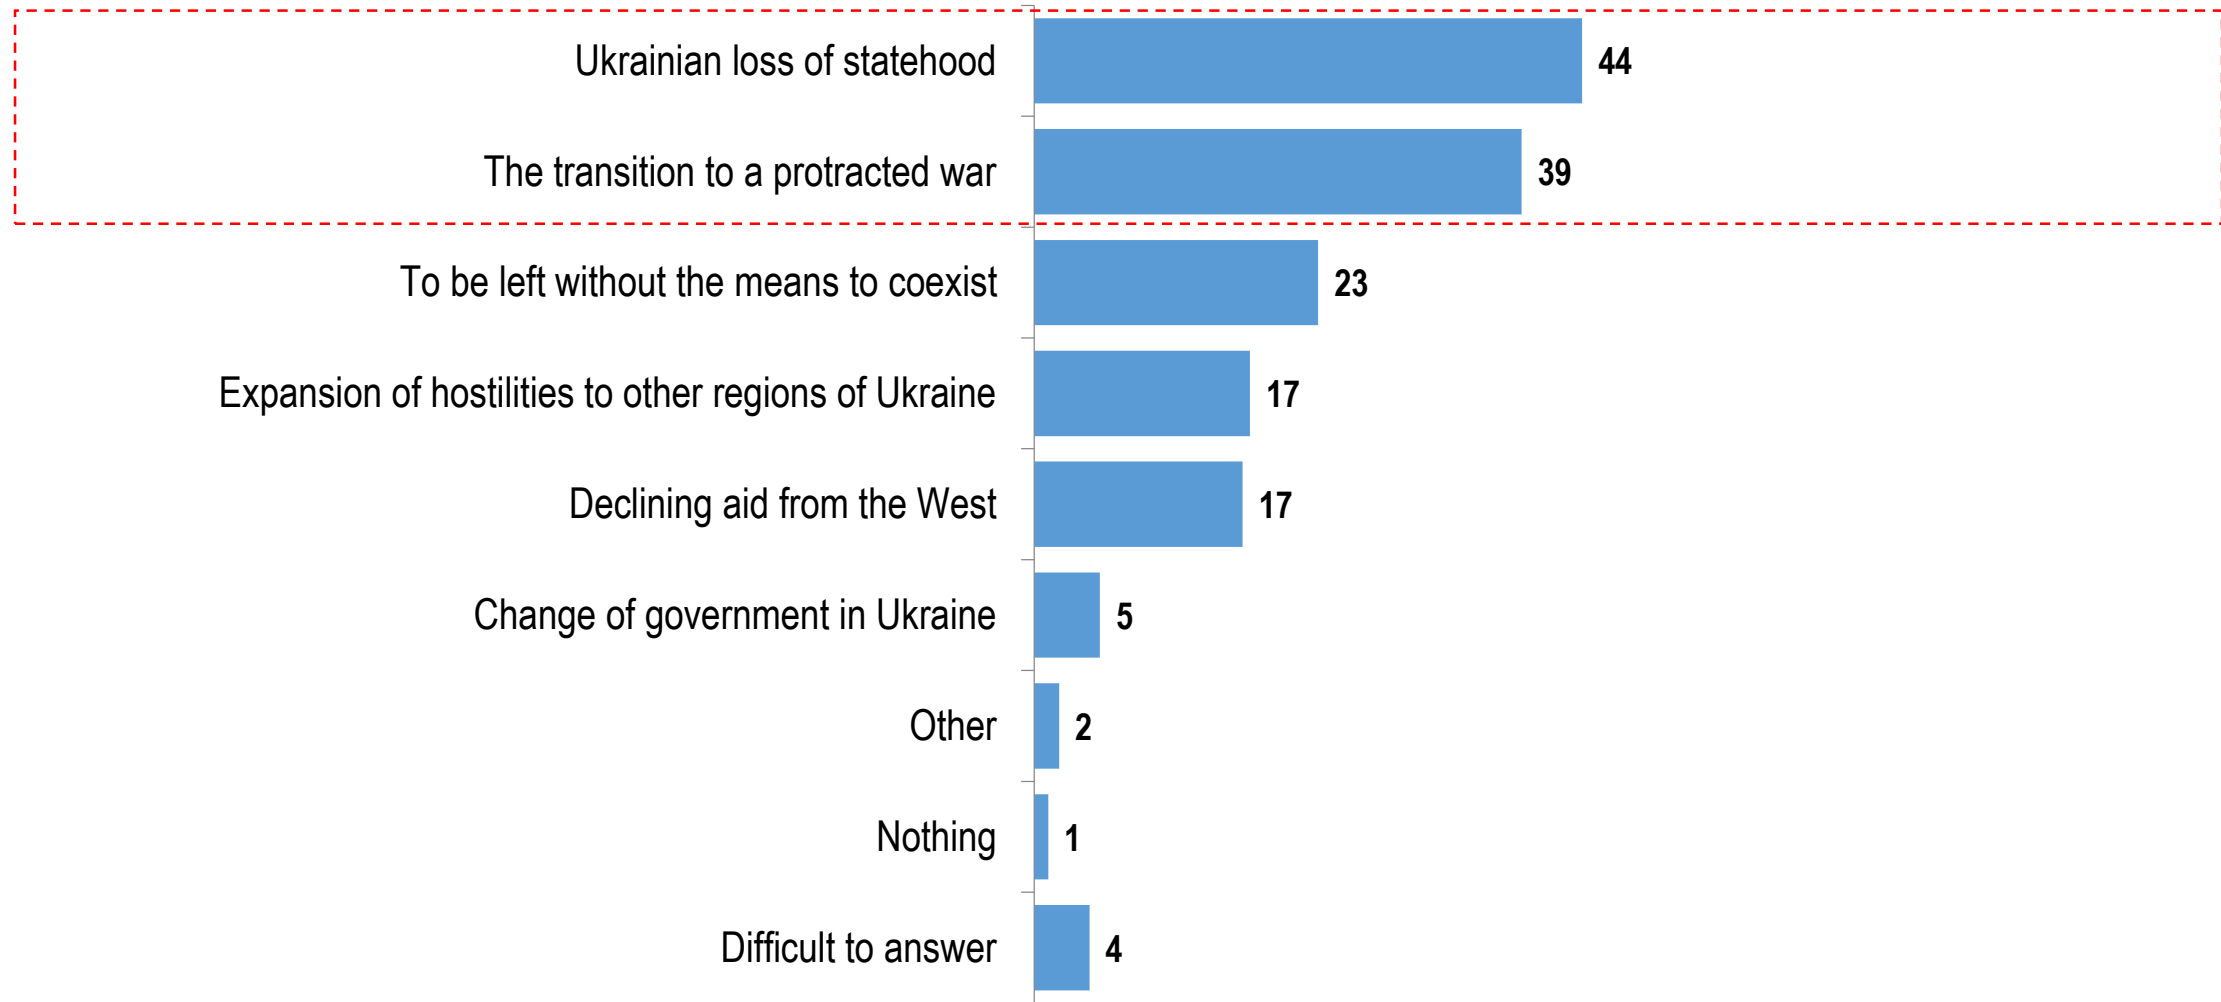 Ukrainian loss of statehood 44
The transition to a protracted war 39
To be left without the means to coexist 23
Expansion of hostilities to other regions of Ukraine 17
Declining aid from the West 17
Change of government in Ukraine 5
Other 2
Nothing 1
Difficult to answer 4